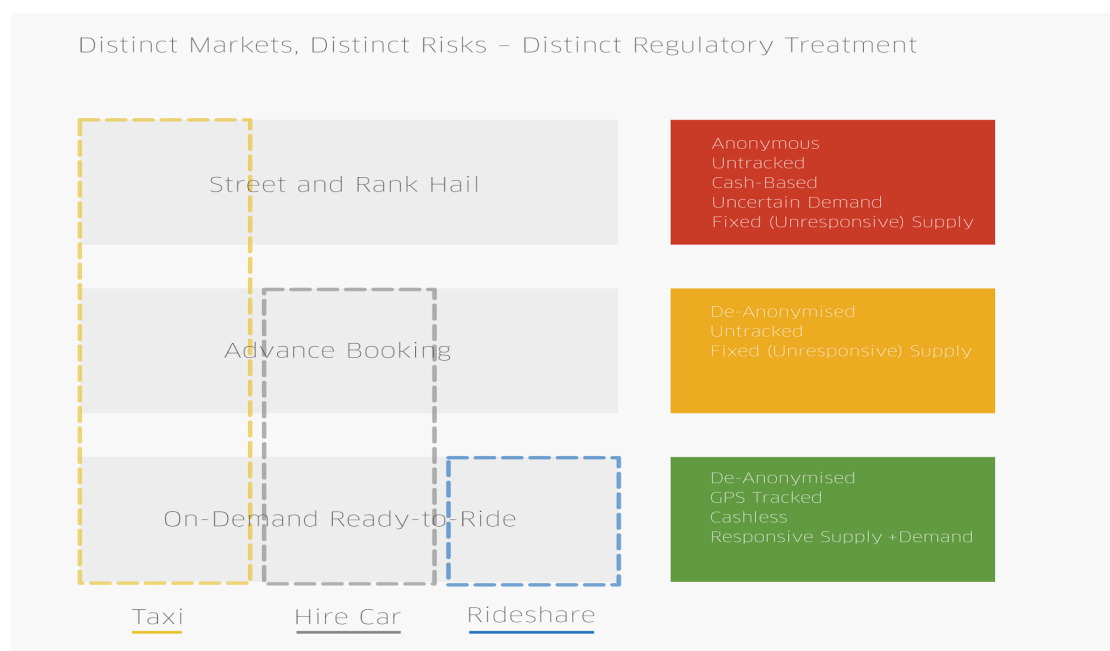 Distinct Markets, Distinct Risks – Distinct Regulatory Treatment
Street and Rank Hail
Anonymous
Untracked
Cash-Based
Uncertain Demand
Fixed (Unresponsive) Supply
Advance Booking
De-Anonymised
Untracked
Fixed (Unresponsive) Supply
On-Demand Ready-to-Ride
De-Anonymised
GPS Tracked
Cashless
Responsive Supply +Demand
Taxi
Hire Car
Rideshare